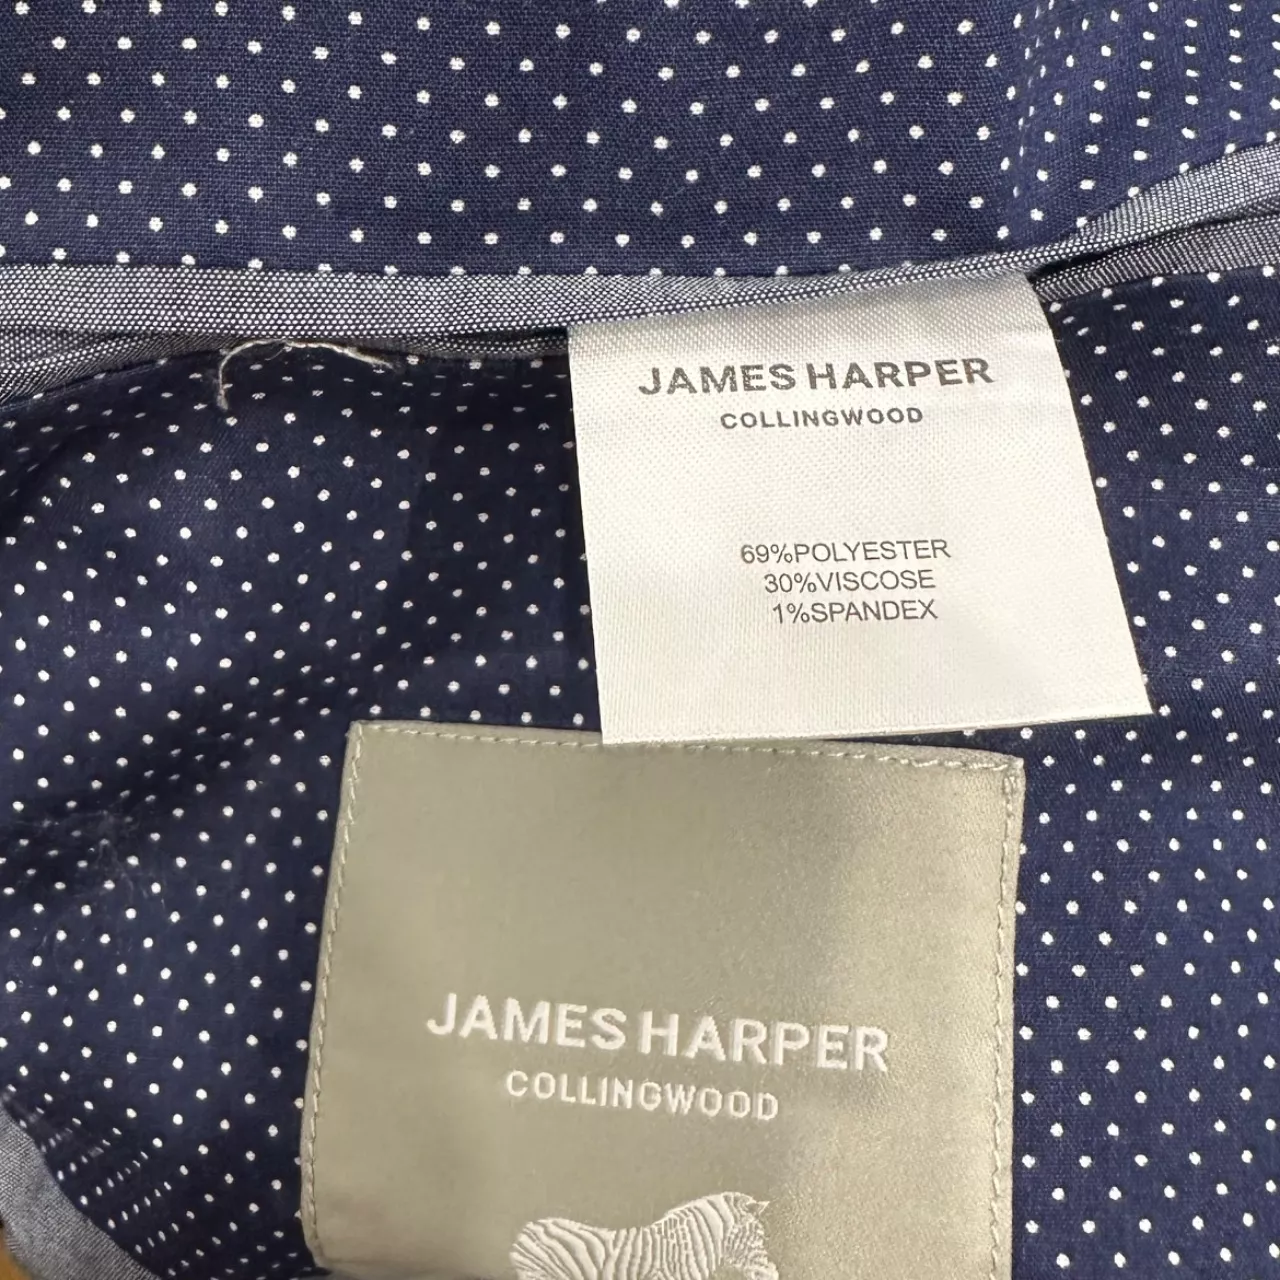 JAMES HARPER
COLLINGWOOD
69%POLYESTER
30%VISCOSE
1%SPANDEX
JAMES HARPER
COLLINGWOOD